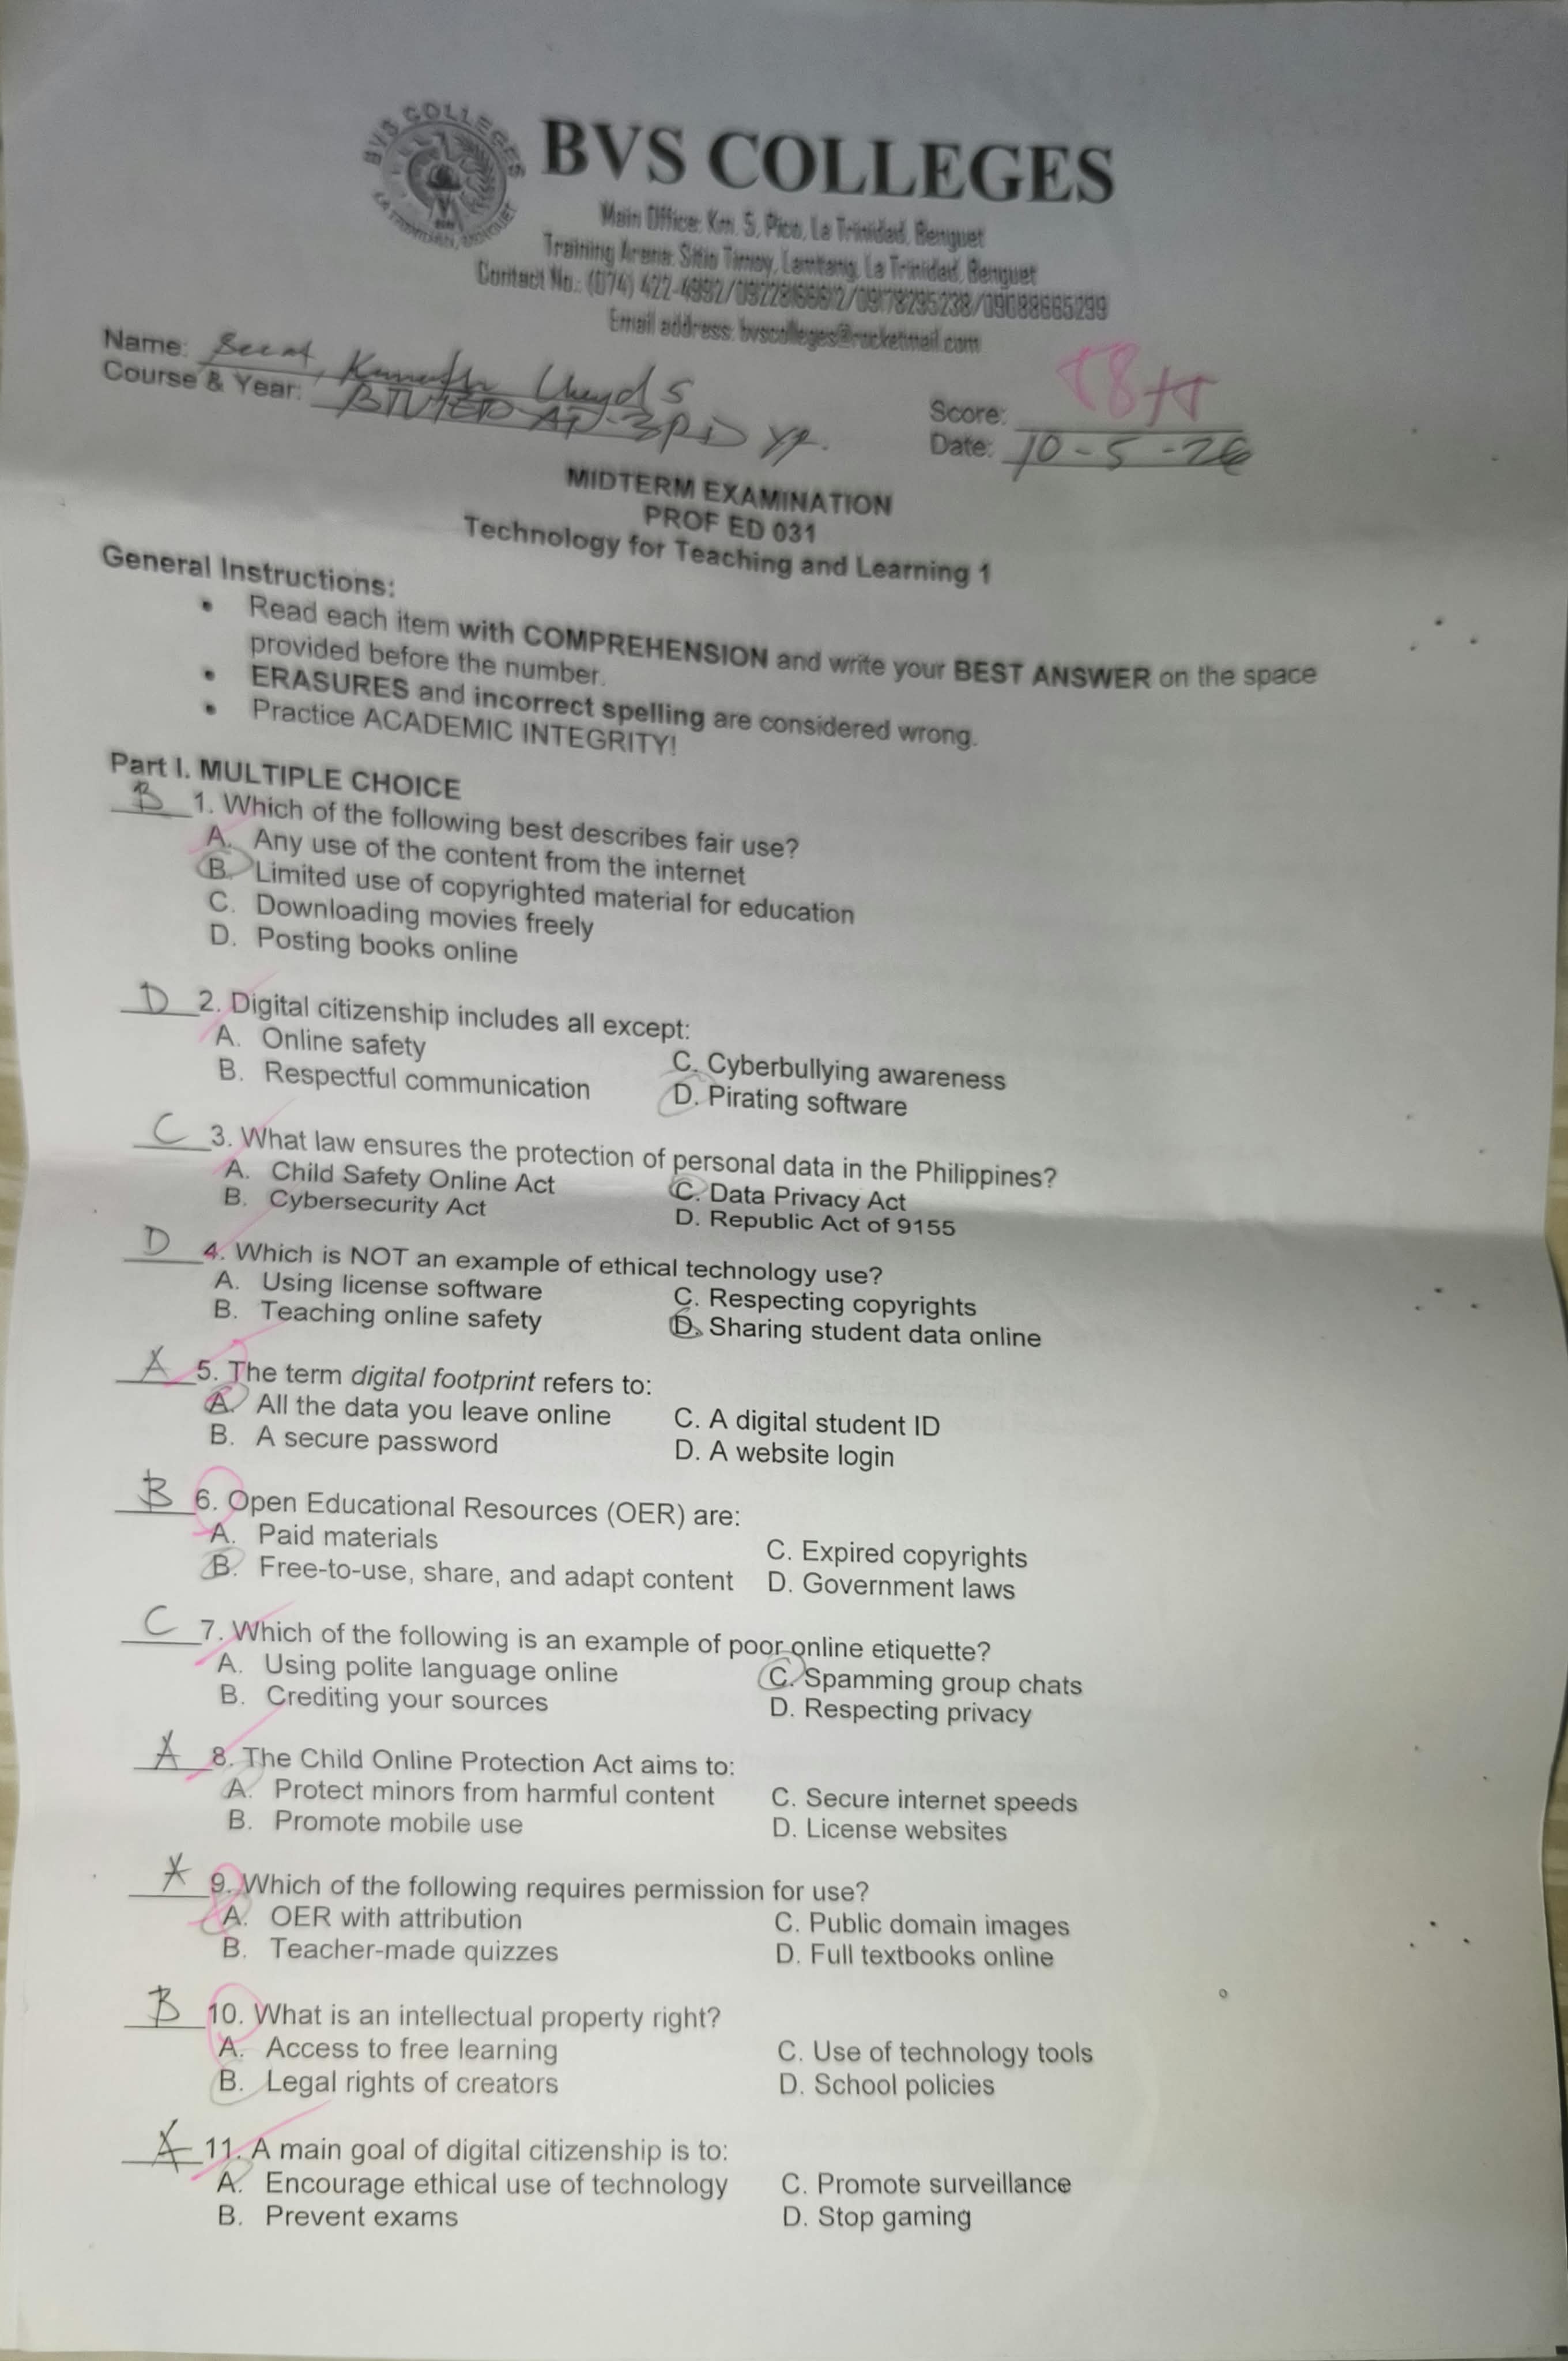 BVS COLLEGES
LA TRINIDAD, BENGUET
BVS COLLEGES
Main Office: Km. 5, Pico, La Trinidad, Benguet
Training Arena: Sitio Timoy, Lamtang, La Trinidad, Benguet
Contact No.: (074) 422-4992/09228166612/09178295238/09088665299
Email address: bvscolleges@rocketmail.com
Name: Lloyd S
Course & Year: BTVTED AT-3RD YR.
Score:
Date: 10-5-26
MIDTERM EXAMINATION
PROF ED 031
Technology for Teaching and Learning 1
General Instructions:
• Read each item with COMPREHENSION and write your BEST ANSWER on the space
provided before the number.
• ERASURES and incorrect spelling are considered wrong.
• Practice ACADEMIC INTEGRITY!
Part I. MULTIPLE CHOICE
B 1. Which of the following best describes fair use?
A. Any use of the content from the internet
B. Limited use of copyrighted material for education
C. Downloading movies freely
D. Posting books online
D 2. Digital citizenship includes all except:
A. Online safety C. Cyberbullying awareness
B. Respectful communication D. Pirating software
C 3. What law ensures the protection of personal data in the Philippines?
A. Child Safety Online Act C. Data Privacy Act
B. Cybersecurity Act D. Republic Act of 9155
D 4. Which is NOT an example of ethical technology use?
A. Using license software C. Respecting copyrights
B. Teaching online safety D. Sharing student data online
A 5. The term digital footprint refers to:
A. All the data you leave online C. A digital student ID
B. A secure password D. A website login
B 6. Open Educational Resources (OER) are:
A. Paid materials C. Expired copyrights
B. Free-to-use, share, and adapt content D. Government laws
C 7. Which of the following is an example of poor online etiquette?
A. Using polite language online C. Spamming group chats
B. Crediting your sources D. Respecting privacy
A 8. The Child Online Protection Act aims to:
A. Protect minors from harmful content C. Secure internet speeds
B. Promote mobile use D. License websites
A 9. Which of the following requires permission for use?
A. OER with attribution C. Public domain images
B. Teacher-made quizzes D. Full textbooks online
B 10. What is an intellectual property right?
A. Access to free learning C. Use of technology tools
B. Legal rights of creators D. School policies
A 11. A main goal of digital citizenship is to:
A. Encourage ethical use of technology C. Promote surveillance
B. Prevent exams D. Stop gaming